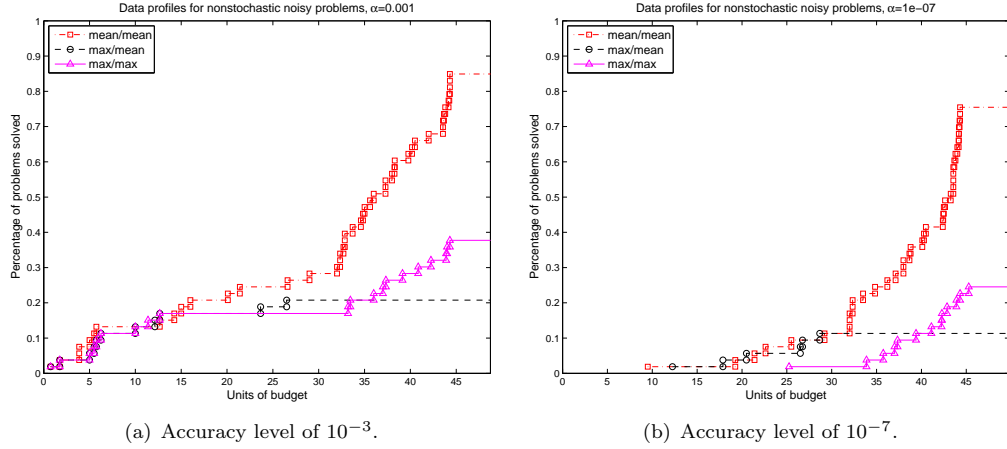 Data profiles for nonstochastic noisy problems, α=0.001
1
0.9
0.8
0.7
0.6
0.5
0.4
0.3
0.2
0.1
0
Percentage of problems solved
mean/mean
max/mean
max/max
0 5 10 15 20 25 30 35 40 45
Units of budget
(a) Accuracy level of 10⁻³.
Data profiles for nonstochastic noisy problems, α=1e−07
1
0.9
0.8
0.7
0.6
0.5
0.4
0.3
0.2
0.1
0
Percentage of problems solved
mean/mean
max/mean
max/max
0 5 10 15 20 25 30 35 40 45
Units of budget
(b) Accuracy level of 10⁻⁷.